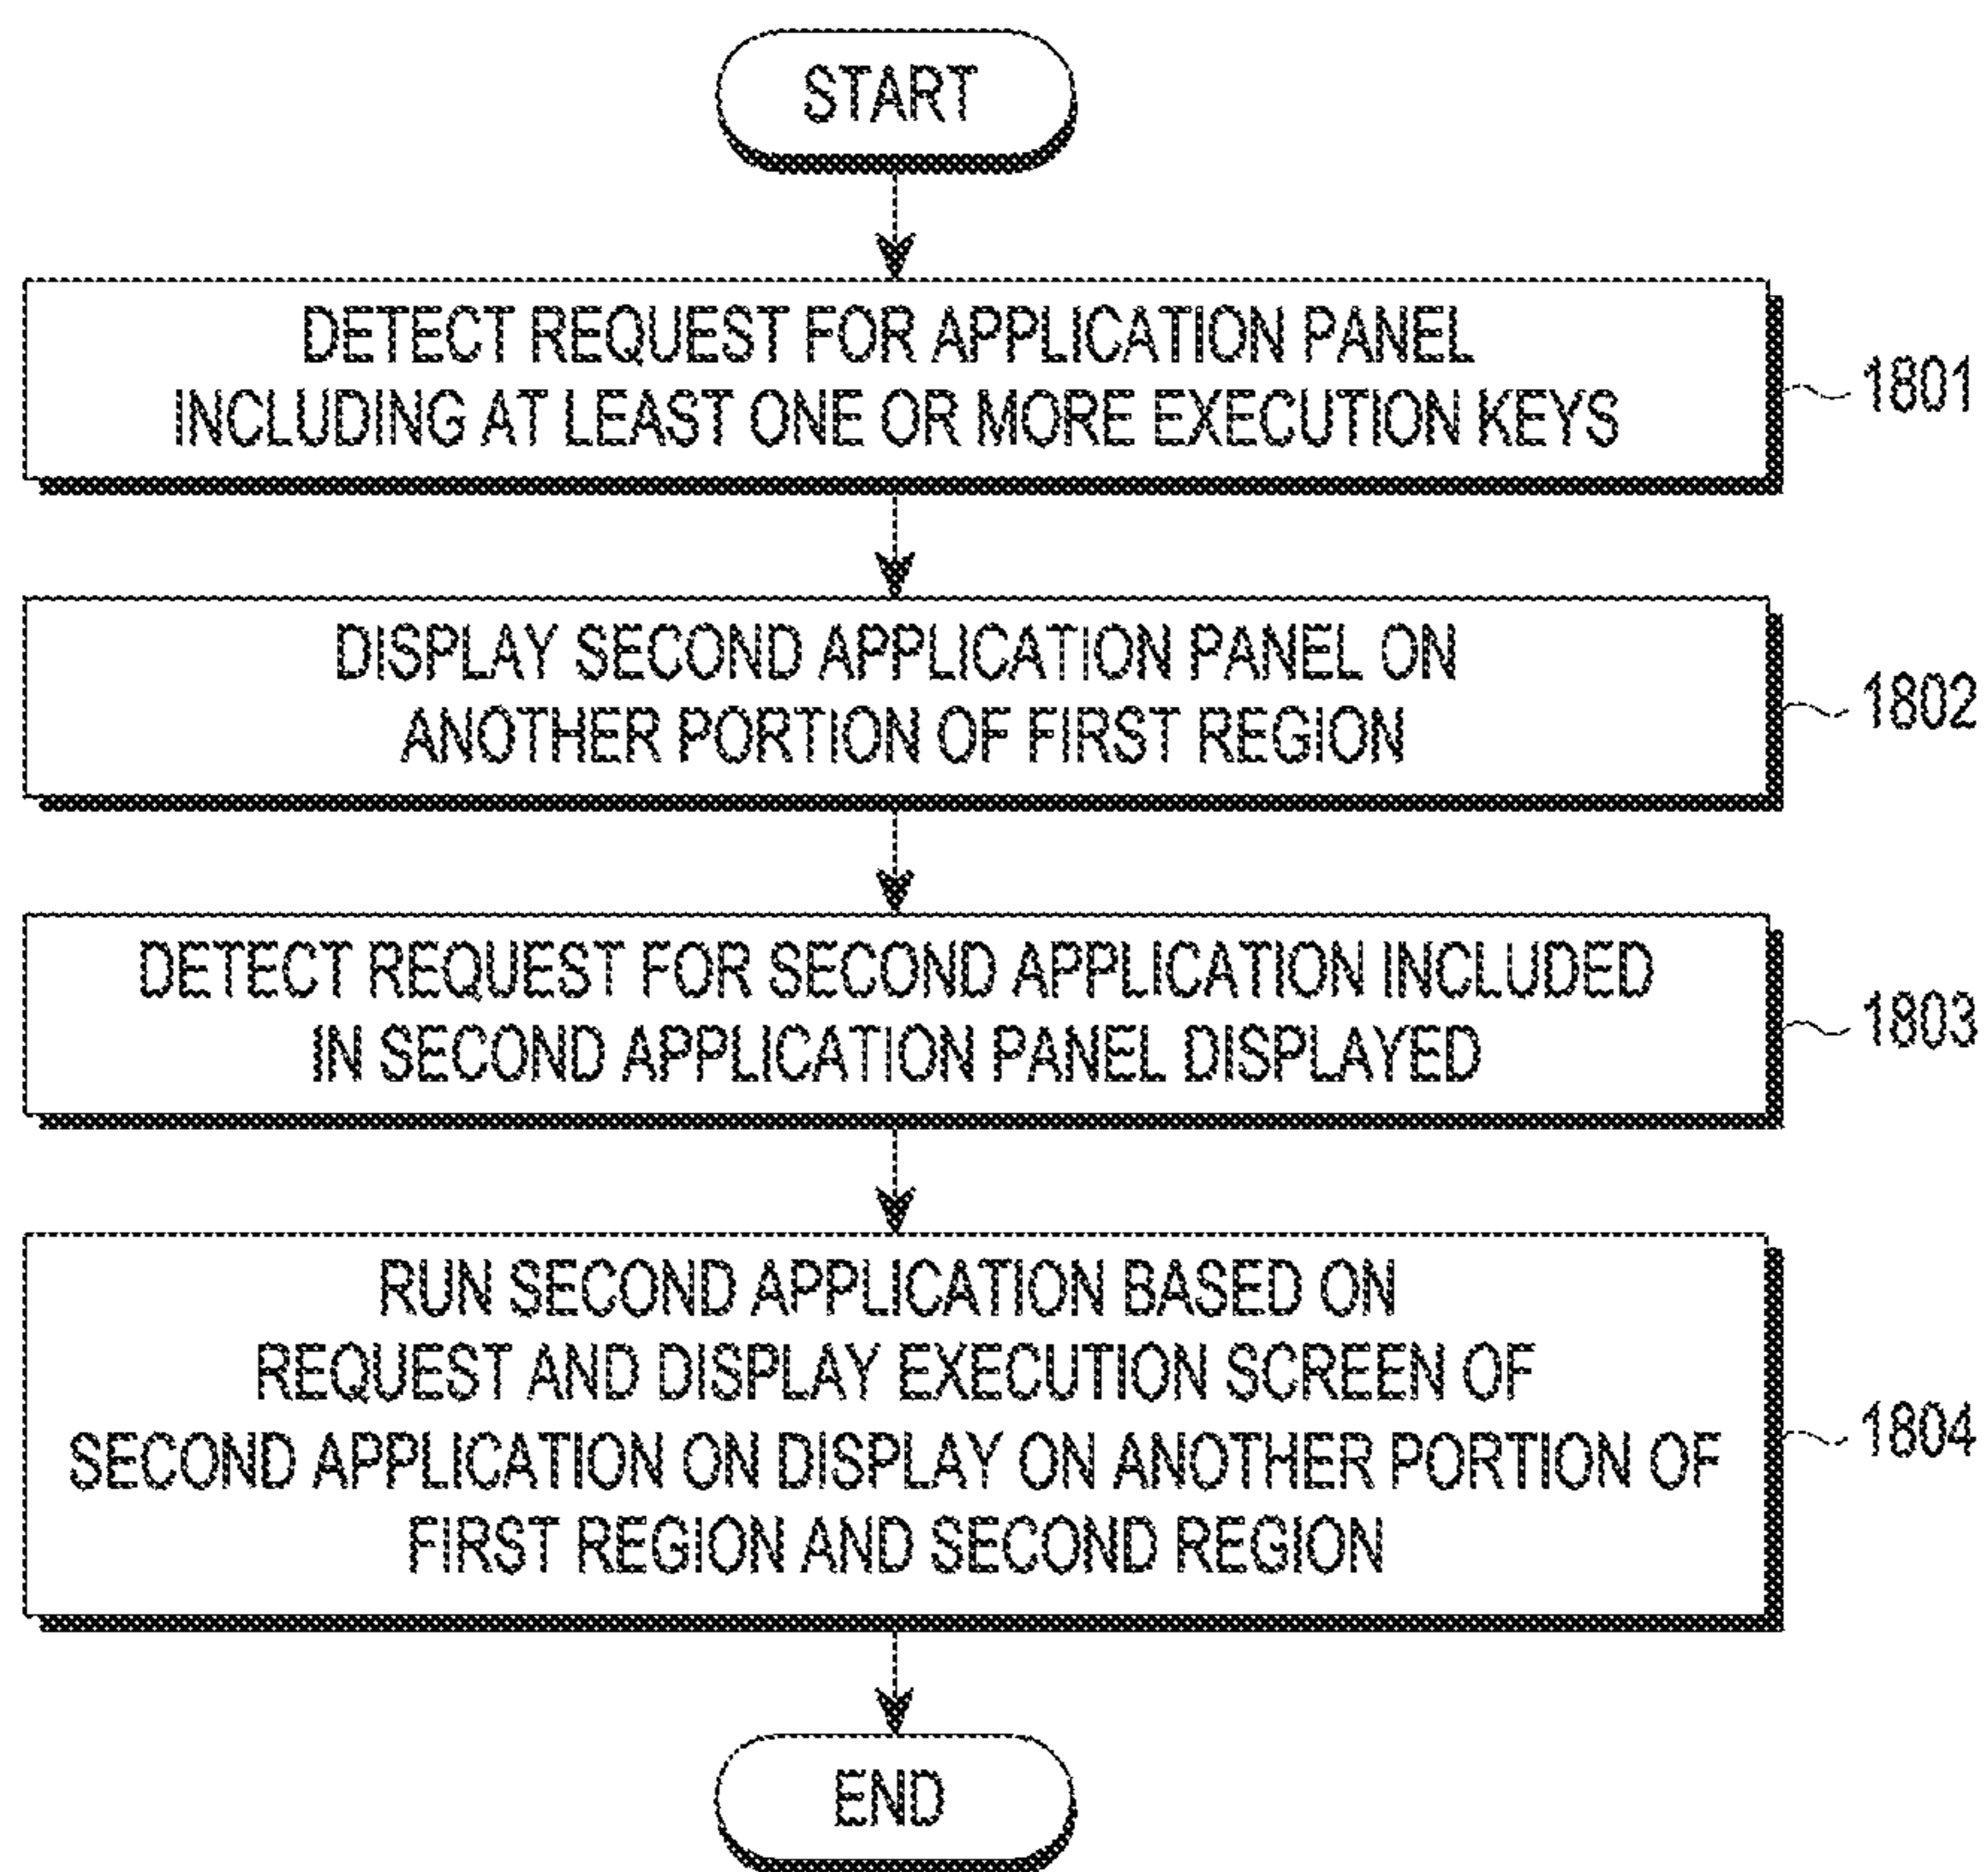 START
DETECT REQUEST FOR APPLICATION PANEL
INCLUDING AT LEAST ONE OR MORE EXECUTION KEYS
1801
DISPLAY SECOND APPLICATION PANEL ON
ANOTHER PORTION OF FIRST REGION
1802
DETECT REQUEST FOR SECOND APPLICATION INCLUDED
IN SECOND APPLICATION PANEL DISPLAYED
1803
RUN SECOND APPLICATION BASED ON
REQUEST AND DISPLAY EXECUTION SCREEN OF
SECOND APPLICATION ON DISPLAY ON ANOTHER PORTION OF
FIRST REGION AND SECOND REGION
1804
END